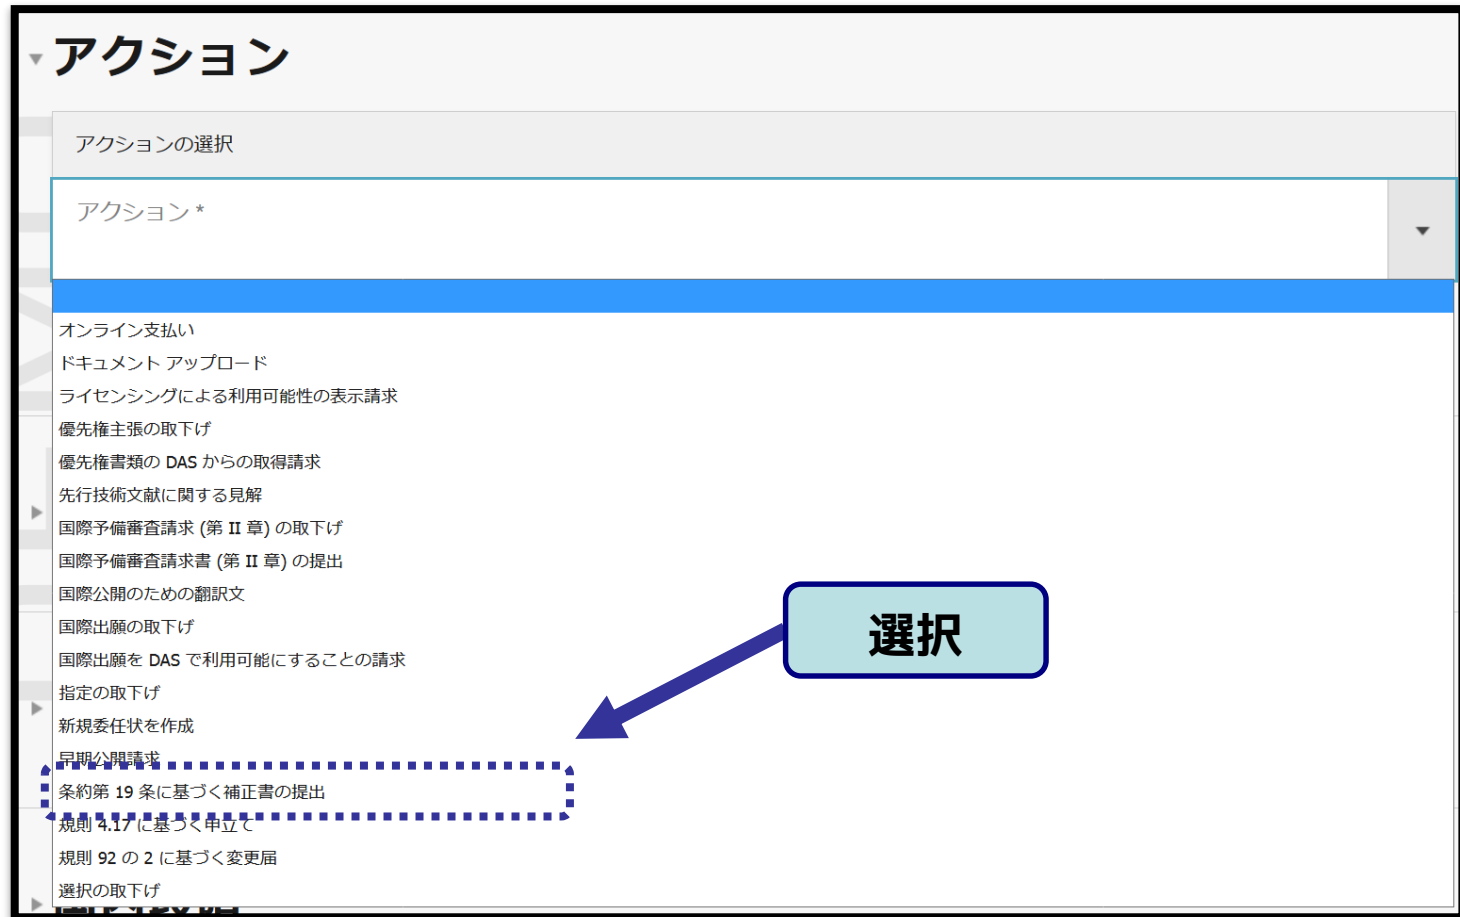 アクション
アクションの選択
アクション *
オンライン支払い
ドキュメント アップロード
ライセンシングによる利用可能性の表示請求
優先権主張の取下げ
優先権書類の DAS からの取得請求
先行技術文献に関する見解
国際予備審査請求 (第 II 章) の取下げ
国際予備審査請求書 (第 II 章) の提出
国際公開のための翻訳文
国際出願の取下げ
国際出願を DAS で利用可能にすることの請求
指定の取下げ
新規委任状を作成
早期公開請求
条約第 19 条に基づく補正書の提出
規則 4.17 に基づく申立て
規則 92 の 2 に基づく変更届
選択の取下げ
選択